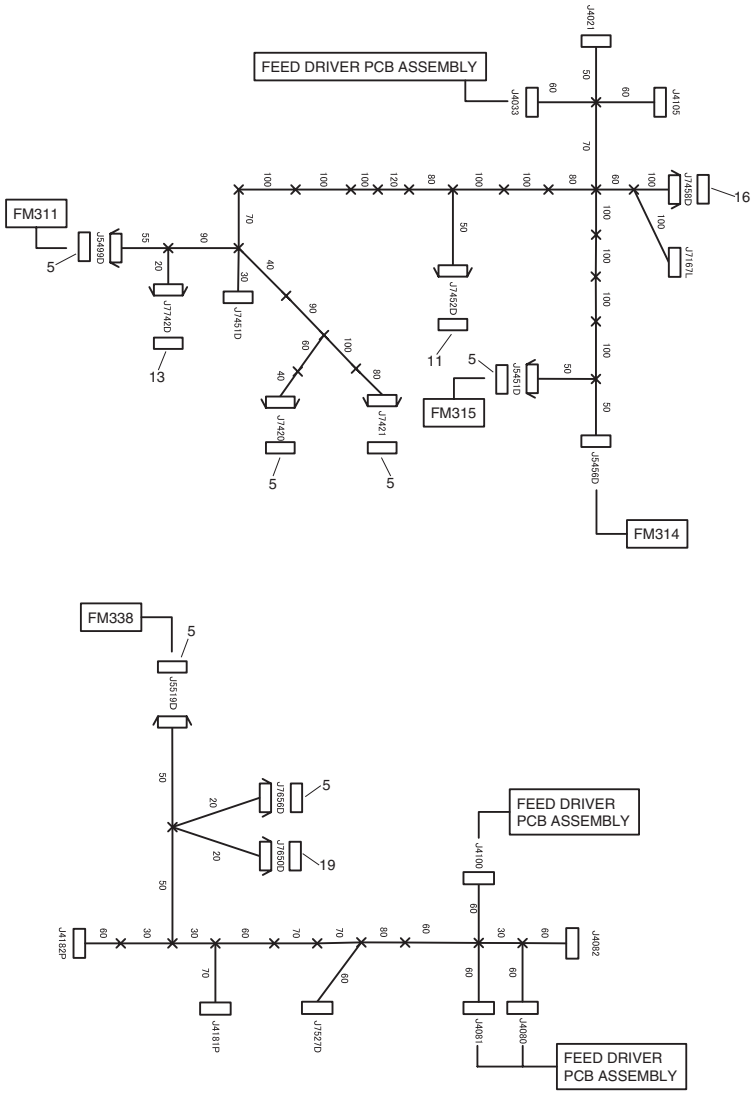 J4021
FEED DRIVER PCB ASSEMBLY
50
J4033
60
60
J4105
70
100
100
100
120
80
100
100
80
60
100
J7458D
16
FM311
5
J5499D
55
90
70
50
100
100
J7167L
20
30
40
100
J7742D
J7451D
90
J7452D
100
13
60
100
11
100
40
80
5
J5451D
50
J7420
J7421
FM315
50
5
5
J5456D
FM314
FM338
5
J5519D
50
20
J7656D
5
FEED DRIVER
PCB ASSEMBLY
20
J7650D
19
J4100
50
60
J4182P
60
30
30
60
70
70
80
60
30
60
J4082
70
60
60
60
J4181P
J7527D
J4081
J4080
FEED DRIVER
PCB ASSEMBLY